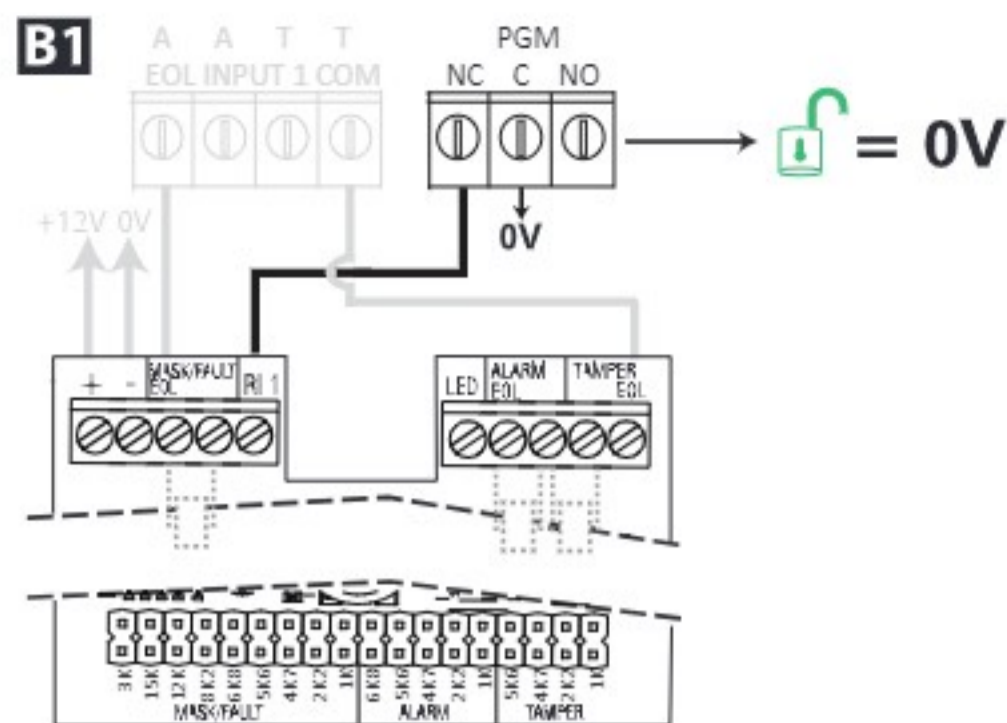 B1
A A T T
EOL INPUT 1 COM
PGM
NC C NO
= 0V
+12V 0V
0V
+ - MASK/FAULT EOL RI 1
LED ALARM EOL TAMPER EOL
3K 15K 12K 8K2 6K8 5K6 4K7 2K2 1K 6K8 5K6 4K7 2K2 1K 5K6 4K7 2K2 1K
MASK/FAULT ALARM TAMPER